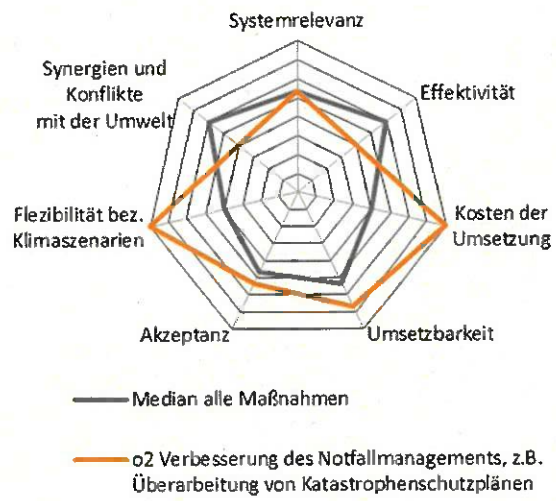 Systemrelevanz
Synergien und
Konflikte
mit der Umwelt
Effektivität
Flezibilität bez.
Klimaszenarien
Kosten der
Umsetzung
Akzeptanz
Umsetzbarkeit
Median alle Maßnahmen
o2 Verbesserung des Notfallmanagements, z.B.
Überarbeitung von Katastrophenschutzplänen